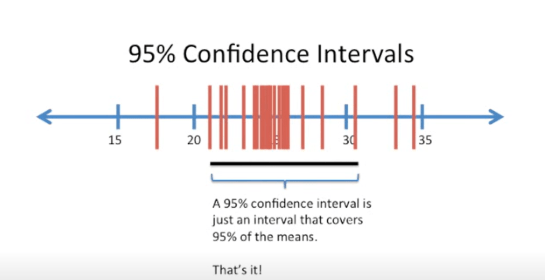 95% Confidence Intervals
15 20 30 35
A 95% confidence interval is
just an interval that covers
95% of the means.
That's it!